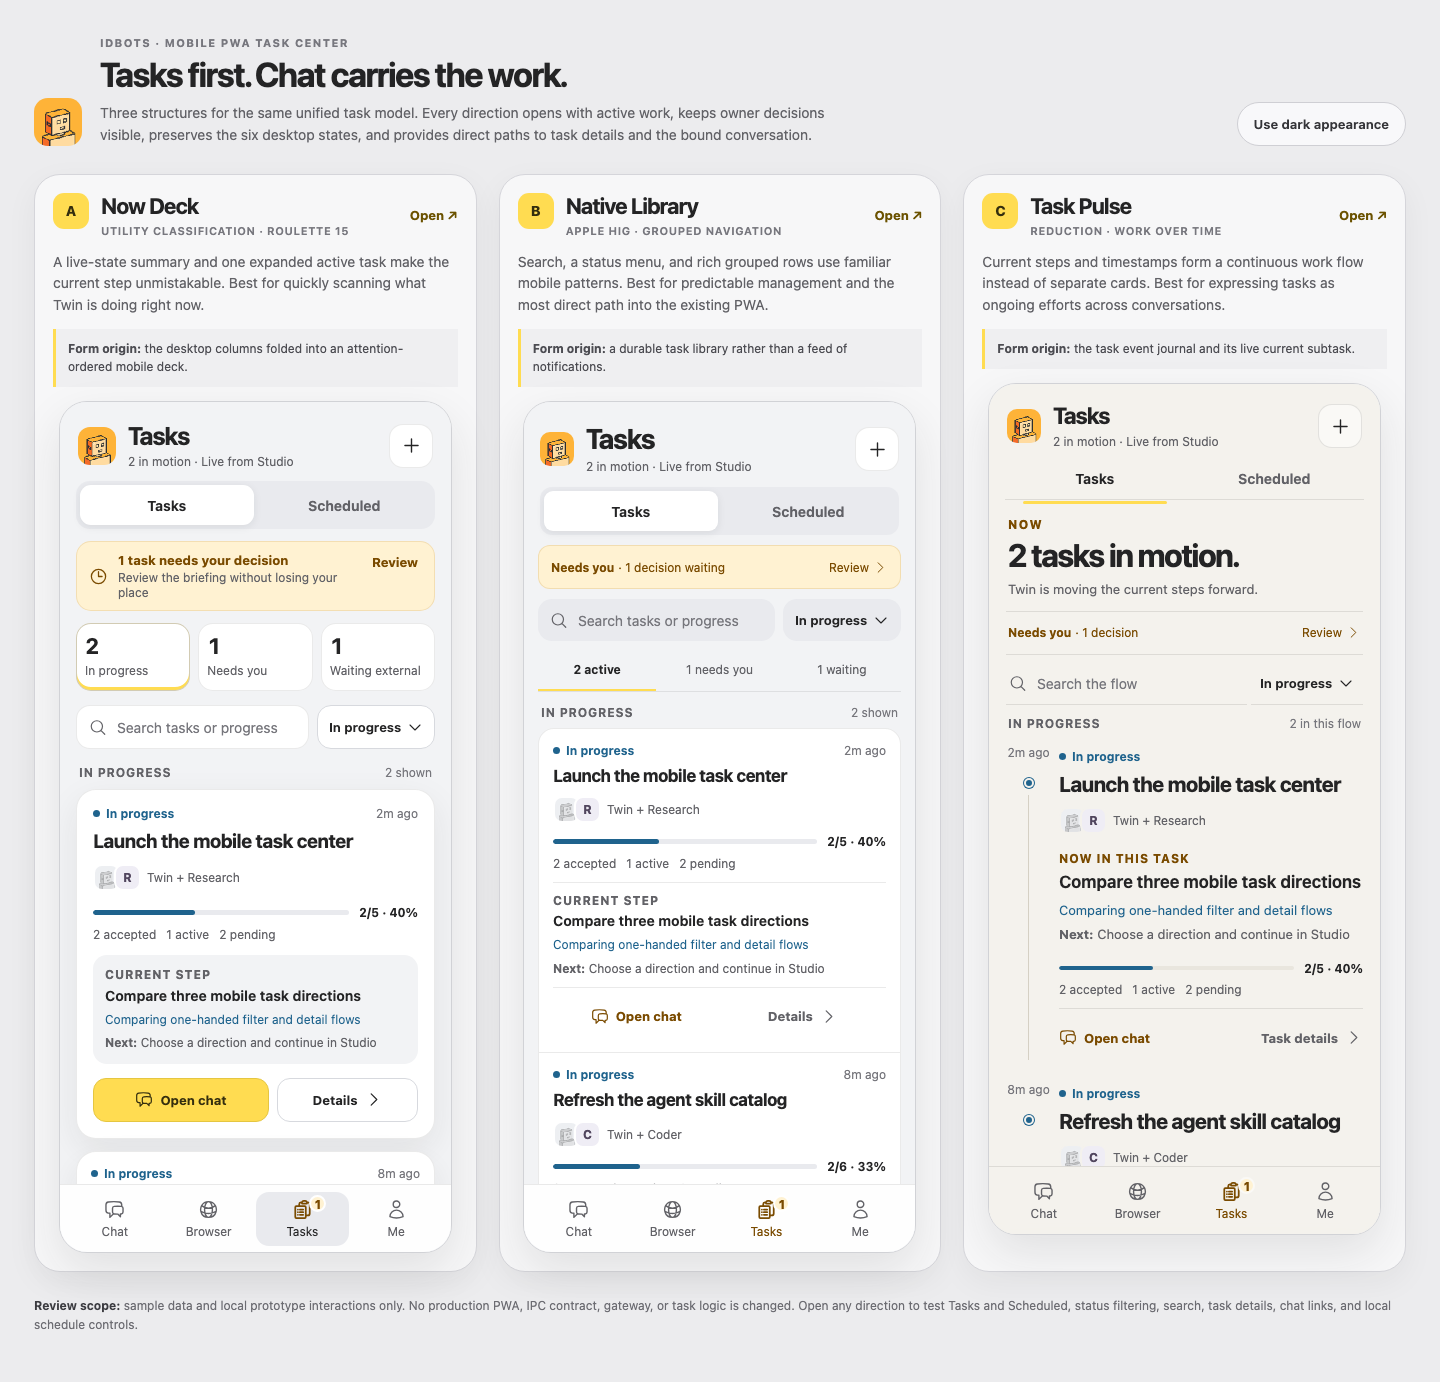 IDBOTS · MOBILE PWA TASK CENTER
Tasks first. Chat carries the work.
Three structures for the same unified task model. Every direction opens with active work, keeps owner decisions
visible, preserves the six desktop states, and provides direct paths to task details and the bound conversation.
Use dark appearance
A
Now Deck
UTILITY CLASSIFICATION · ROULETTE 15
Open ↗
A live-state summary and one expanded active task make the
current step unmistakable. Best for quickly scanning what
Twin is doing right now.
Form origin: the desktop columns folded into an attention-
ordered mobile deck.
Tasks
2 in motion · Live from Studio
Tasks
Scheduled
1 task needs your decision
Review the briefing without losing your
place
Review
2
In progress
1
Needs you
1
Waiting external
Search tasks or progress
In progress
IN PROGRESS
2 shown
In progress
2m ago
Launch the mobile task center
R
Twin + Research
2/5 · 40%
2 accepted 1 active 2 pending
CURRENT STEP
Compare three mobile task directions
Comparing one-handed filter and detail flows
Next: Choose a direction and continue in Studio
Open chat
Details
In progress
8m ago
Chat
Browser
1
Tasks
Me
B
Native Library
APPLE HIG · GROUPED NAVIGATION
Open ↗
Search, a status menu, and rich grouped rows use familiar
mobile patterns. Best for predictable management and the
most direct path into the existing PWA.
Form origin: a durable task library rather than a feed of
notifications.
Tasks
2 in motion · Live from Studio
Tasks
Scheduled
Needs you · 1 decision waiting
Review
Search tasks or progress
In progress
2 active
1 needs you
1 waiting
IN PROGRESS
2 shown
In progress
2m ago
Launch the mobile task center
R
Twin + Research
2/5 · 40%
2 accepted 1 active 2 pending
CURRENT STEP
Compare three mobile task directions
Comparing one-handed filter and detail flows
Next: Choose a direction and continue in Studio
Open chat
Details
In progress
8m ago
Refresh the agent skill catalog
C
Twin + Coder
2/6 · 33%
Chat
Browser
1
Tasks
Me
C
Task Pulse
REDUCTION · WORK OVER TIME
Open ↗
Current steps and timestamps form a continuous work flow
instead of separate cards. Best for expressing tasks as
ongoing efforts across conversations.
Form origin: the task event journal and its live current subtask.
Tasks
2 in motion · Live from Studio
Tasks
Scheduled
NOW
2 tasks in motion.
Twin is moving the current steps forward.
Needs you · 1 decision
Review
Search the flow
In progress
IN PROGRESS
2 in this flow
2m ago
In progress
Launch the mobile task center
R
Twin + Research
NOW IN THIS TASK
Compare three mobile task directions
Comparing one-handed filter and detail flows
Next: Choose a direction and continue in Studio
2/5 · 40%
2 accepted 1 active 2 pending
Open chat
Task details
8m ago
In progress
Refresh the agent skill catalog
C
Twin + Coder
Chat
Browser
1
Tasks
Me
Review scope: sample data and local prototype interactions only. No production PWA, IPC contract, gateway, or task logic is changed. Open any direction to test Tasks and Scheduled, status filtering, search, task details, chat links, and local
schedule controls.